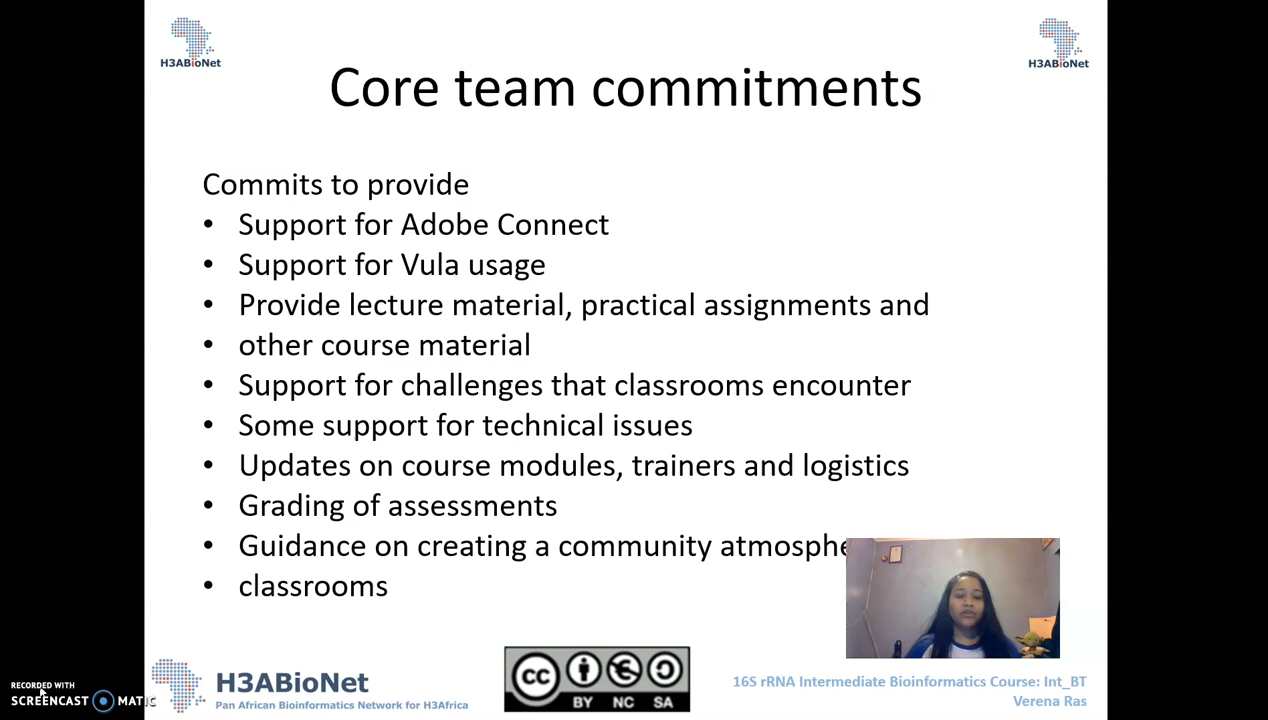 H3ABioNet
H3ABioNet
Core team commitments
Commits to provide
• Support for Adobe Connect
• Support for Vula usage
• Provide lecture material, practical assignments and
• other course material
• Support for challenges that classrooms encounter
• Some support for technical issues
• Updates on course modules, trainers and logistics
• Grading of assessments
• Guidance on creating a community
• classrooms
RECORDED WITH
SCREENCAST MATIC
H3ABioNet
Pan African Bioinformatics Network for H3Africa
CC
BY NC SA
16S rRNA Intermediate Bioinformatics Course: Int_BT
Verena Ras